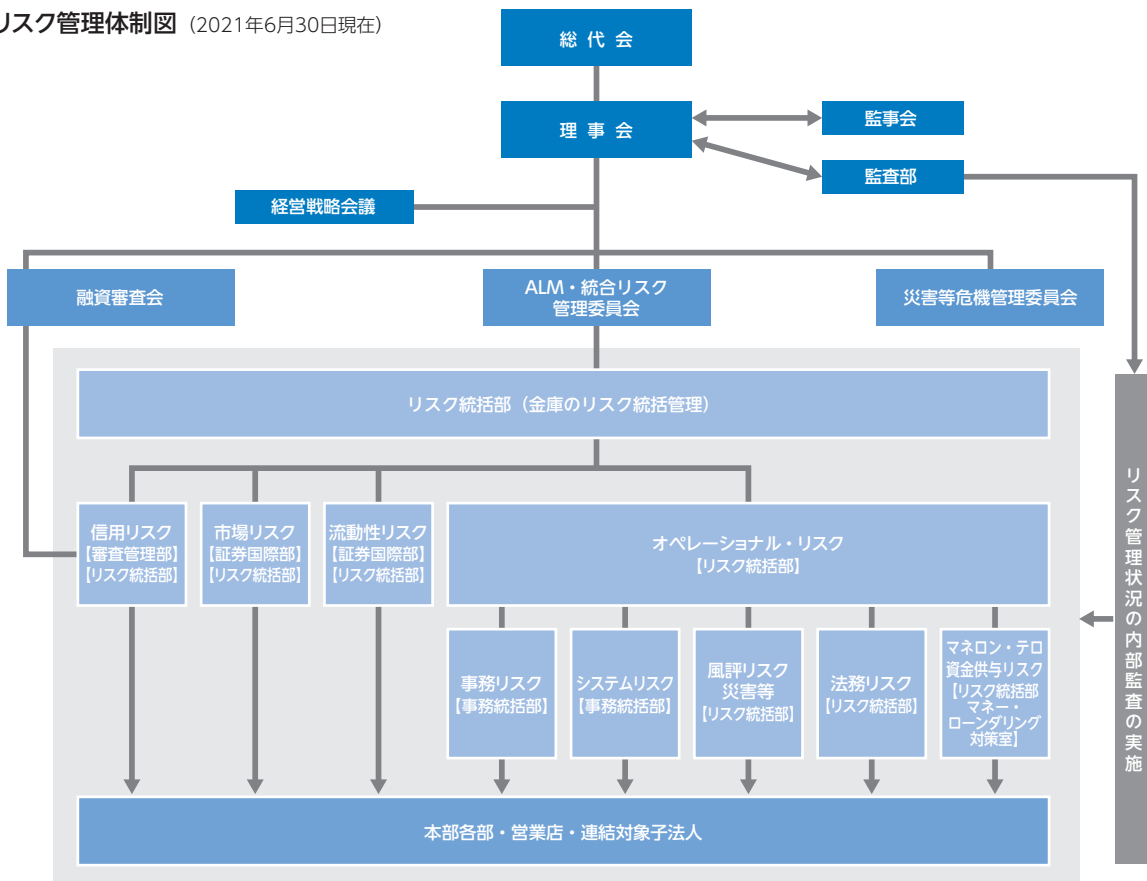 リスク管理体制図（2021年6月30日現在）
総代会
理事会
監事会
監査部
経営戦略会議
融資審査会
ALM・統合リスク
管理委員会
災害等危機管理委員会
リスク統括部（金庫のリスク統括管理）
信用リスク
【審査管理部】
【リスク統括部】
市場リスク
【証券国際部】
【リスク統括部】
流動性リスク
【証券国際部】
【リスク統括部】
オペレーショナル・リスク
【リスク統括部】
事務リスク
【事務統括部】
システムリスク
【事務統括部】
風評リスク
災害等
【リスク統括部】
法務リスク
【リスク統括部】
マネロン・テロ
資金供与リスク
【リスク統括部
マネー・
ローンダリング
対策室】
本部各部・営業店・連結対象子法人
リスク管理状況の内部監査の実施